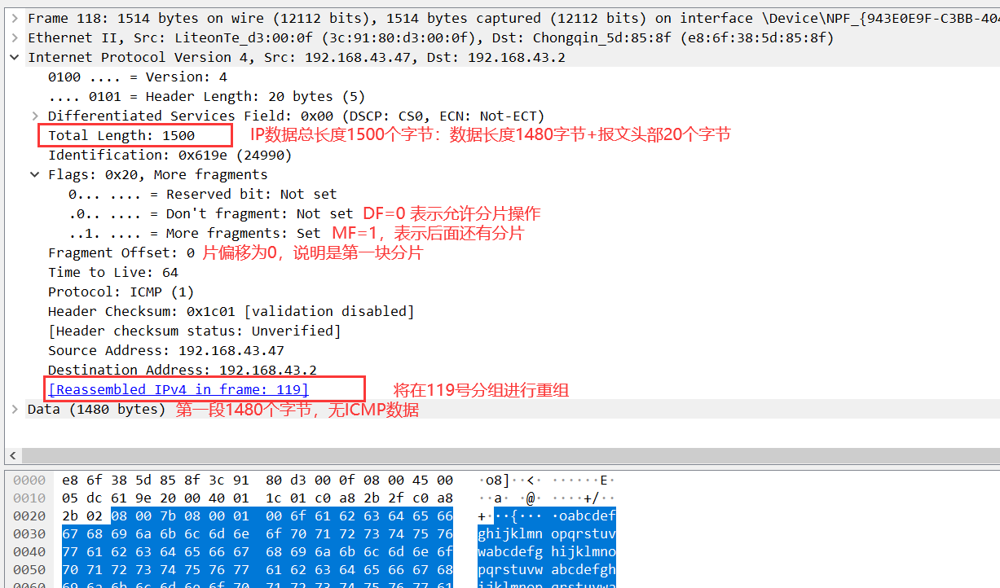 Frame 118: 1514 bytes on wire (12112 bits), 1514 bytes captured (12112 bits) on interface \Device\NPF_{943E0E9F-C3BB-404
Ethernet II, Src: LiteonTe_d3:00:0f (3c:91:80:d3:00:0f), Dst: Chongqin_5d:85:8f (e8:6f:38:5d:85:8f)
Internet Protocol Version 4, Src: 192.168.43.47, Dst: 192.168.43.2
0100 .... = Version: 4
.... 0101 = Header Length: 20 bytes (5)
Differentiated Services Field: 0x00 (DSCP: CS0, ECN: Not-ECT)
Total Length: 1500 IP数据总长度1500个字节：数据长度1480字节+报文头部20个字节
Identification: 0x619e (24990)
Flags: 0x20, More fragments
0... .... = Reserved bit: Not set
.0.. .... = Don't fragment: Not set DF=0 表示允许分片操作
..1. .... = More fragments: Set MF=1，表示后面还有分片
Fragment Offset: 0 片偏移为0，说明是第一块分片
Time to Live: 64
Protocol: ICMP (1)
Header Checksum: 0x1c01 [validation disabled]
[Header checksum status: Unverified]
Source Address: 192.168.43.47
Destination Address: 192.168.43.2
[Reassembled IPv4 in frame: 119] 将在119号分组进行重组
Data (1480 bytes) 第一段1480个字节，无ICMP数据
0000 e8 6f 38 5d 85 8f 3c 91 80 d3 00 0f 08 00 45 00 ·o8]··<· ······E·
0010 05 dc 61 9e 20 00 40 01 1c 01 c0 a8 2b 2f c0 a8 ··a· ·@· ····+/··
0020 2b 02 08 00 7b 08 00 01 00 6f 61 62 63 64 65 66 +···{··· ·oabcdef
0030 67 68 69 6a 6b 6c 6d 6e 6f 70 71 72 73 74 75 76 ghijklmn opqrstuv
0040 77 61 62 63 64 65 66 67 68 69 6a 6b 6c 6d 6e 6f wabcdefg hijklmno
0050 70 71 72 73 74 75 76 77 61 62 63 64 65 66 67 68 pqrstuvw abcdefgh
0060 69 6a 6b 6c 6d 6e 6f 70 71 72 73 74 75 76 77 61 ijklmnop qrstuvwa